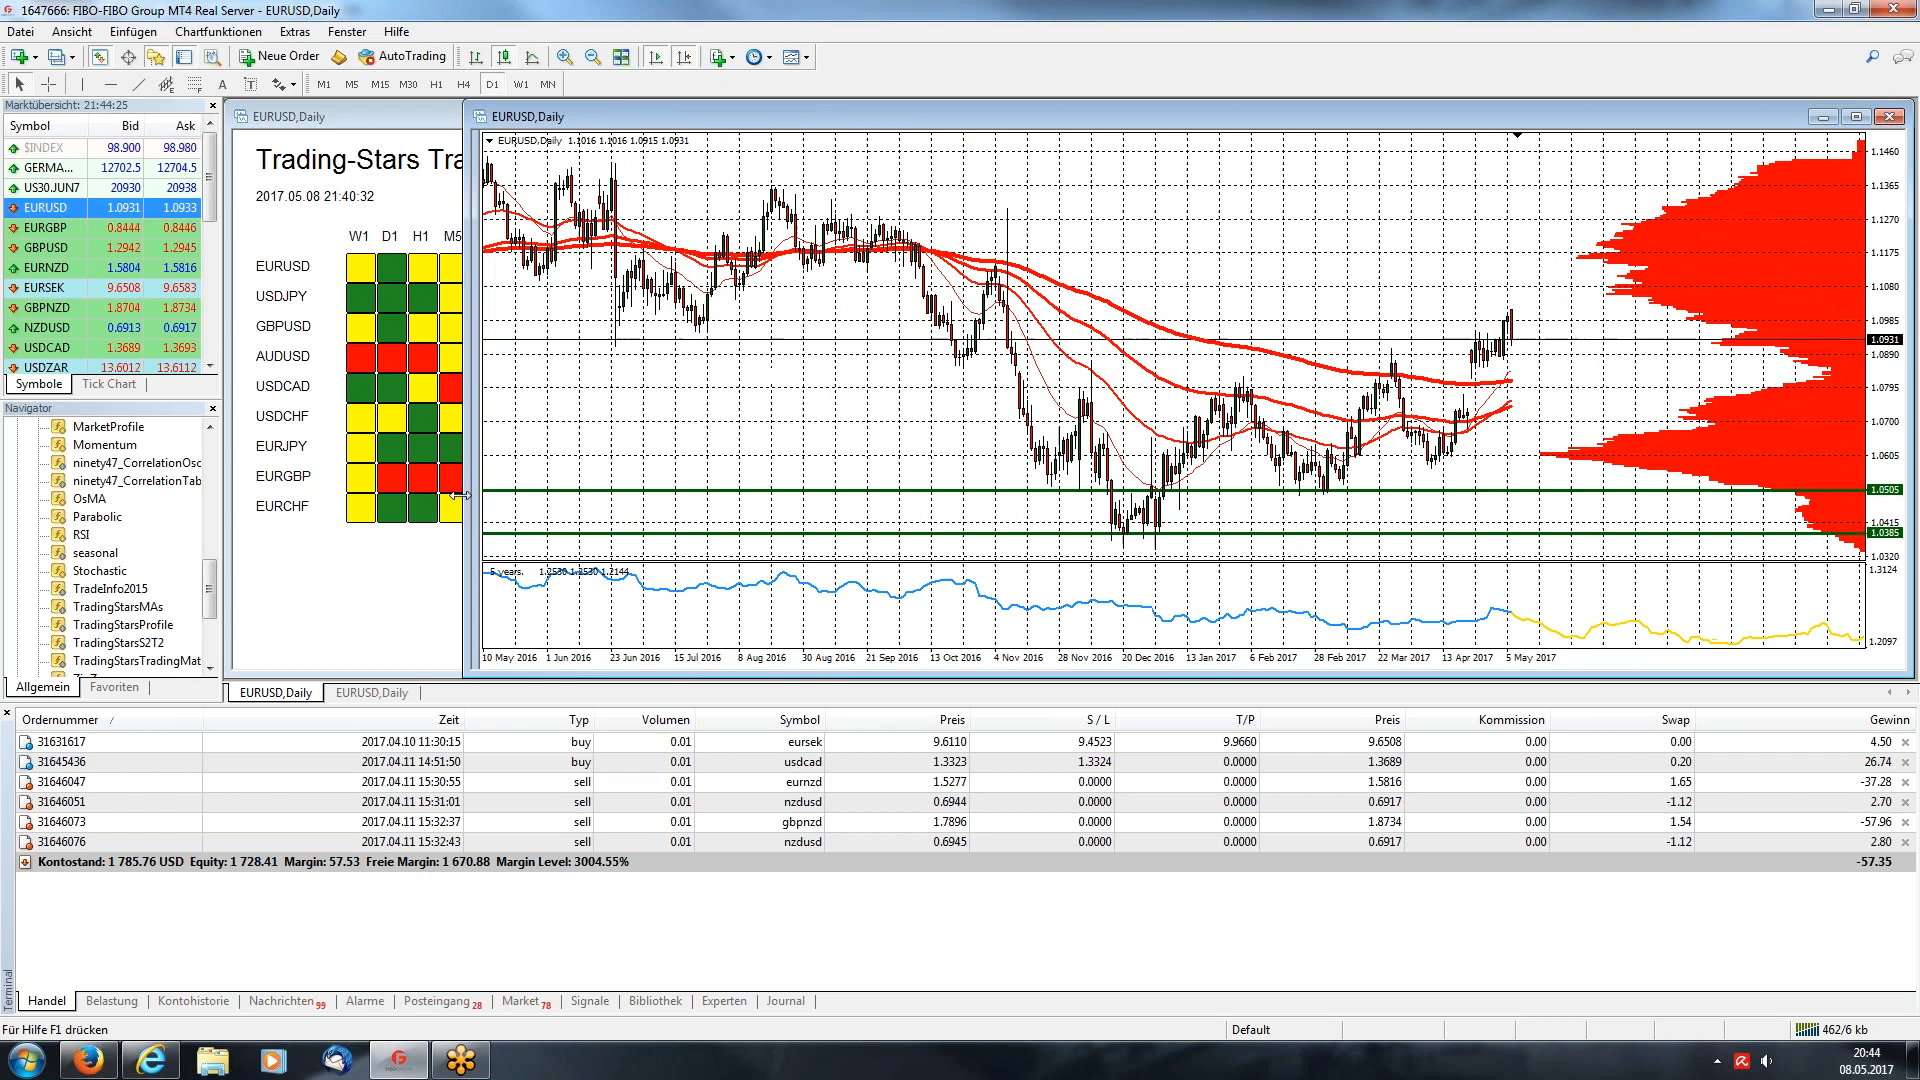 1647666: FIBO-FIBO Group MT4 Real Server - EURUSD,Daily
Datei Ansicht Einfügen Chartfunktionen Extras Fenster Hilfe
Neue Order AutoTrading
A T M1 M5 M15 M30 H1 H4 D1 W1 MN
Marktübersicht: 21:44:25
Symbol Bid Ask
$INDEX 98.900 98.980
GERMA... 12702.5 12704.5
US30.JUN7 20930 20938
EURUSD 1.0931 1.0933
EURGBP 0.8444 0.8446
GBPUSD 1.2942 1.2945
EURNZD 1.5804 1.5816
EURSEK 9.6508 9.6583
GBPNZD 1.8704 1.8734
NZDUSD 0.6913 0.6917
USDCAD 1.3689 1.3693
USDZAR 13.6012 13.6112
Symbole Tick Chart
Navigator
MarketProfile
Momentum
ninety47_CorrelationOsc
ninety47_CorrelationTab
OsMA
Parabolic
RSI
seasonal
Stochastic
TradeInfo2015
TradingStarsMAs
TradingStarsProfile
TradingStarsS2T2
TradingStarsTradingMat
Allgemein Favoriten
EURUSD,Daily
Trading-Stars Tra
2017.05.08 21:40:32
W1 D1 H1 M5
EURUSD
USDJPY
GBPUSD
AUDUSD
USDCAD
USDCHF
EURJPY
EURGBP
EURCHF
EURUSD,Daily
EURUSD,Daily 1.1016 1.1016 1.0915 1.0931
1.1460
1.1365
1.1270
1.1175
1.1080
1.0985
1.0931
1.0890
1.0795
1.0700
1.0605
1.0505
1.0415
1.0385
1.0320
5 years. 1.2530 1.2530 1.2144
1.3124
1.2097
10 May 2016 1 Jun 2016 23 Jun 2016 15 Jul 2016 8 Aug 2016 30 Aug 2016 21 Sep 2016 13 Oct 2016 4 Nov 2016 28 Nov 2016 20 Dec 2016 13 Jan 2017 6 Feb 2017 28 Feb 2017 22 Mar 2017 13 Apr 2017 5 May 2017
EURUSD,Daily EURUSD,Daily
Ordernummer / Zeit Typ Volumen Symbol Preis S / L T/P Preis Kommission Swap Gewinn
31631617 2017.04.10 11:30:15 buy 0.01 eursek 9.6110 9.4523 9.9660 9.6508 0.00 0.00 4.50
31645436 2017.04.11 14:51:50 buy 0.01 usdcad 1.3323 1.3324 0.0000 1.3689 0.00 0.20 26.74
31646047 2017.04.11 15:30:55 sell 0.01 eurnzd 1.5277 0.0000 0.0000 1.5816 0.00 1.65 -37.28
31646051 2017.04.11 15:31:01 sell 0.01 nzdusd 0.6944 0.0000 0.0000 0.6917 0.00 -1.12 2.70
31646073 2017.04.11 15:32:37 sell 0.01 gbpnzd 1.7896 0.0000 0.0000 1.8734 0.00 1.54 -57.96
31646076 2017.04.11 15:32:43 sell 0.01 nzdusd 0.6945 0.0000 0.0000 0.6917 0.00 -1.12 2.80
Kontostand: 1 785.76 USD Equity: 1 728.41 Margin: 57.53 Freie Margin: 1 670.88 Margin Level: 3004.55% -57.35
Terminal
Handel Belastung Kontohistorie Nachrichten 99 Alarme Posteingang 28 Market 78 Signale Bibliothek Experten Journal
Für Hilfe F1 drücken Default 462/6 kb
20:44
08.05.2017